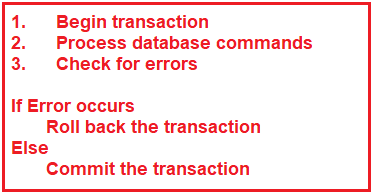 1. Begin transaction
2. Process database commands
3. Check for errors
If Error occurs
Roll back the transaction
Else
Commit the transaction